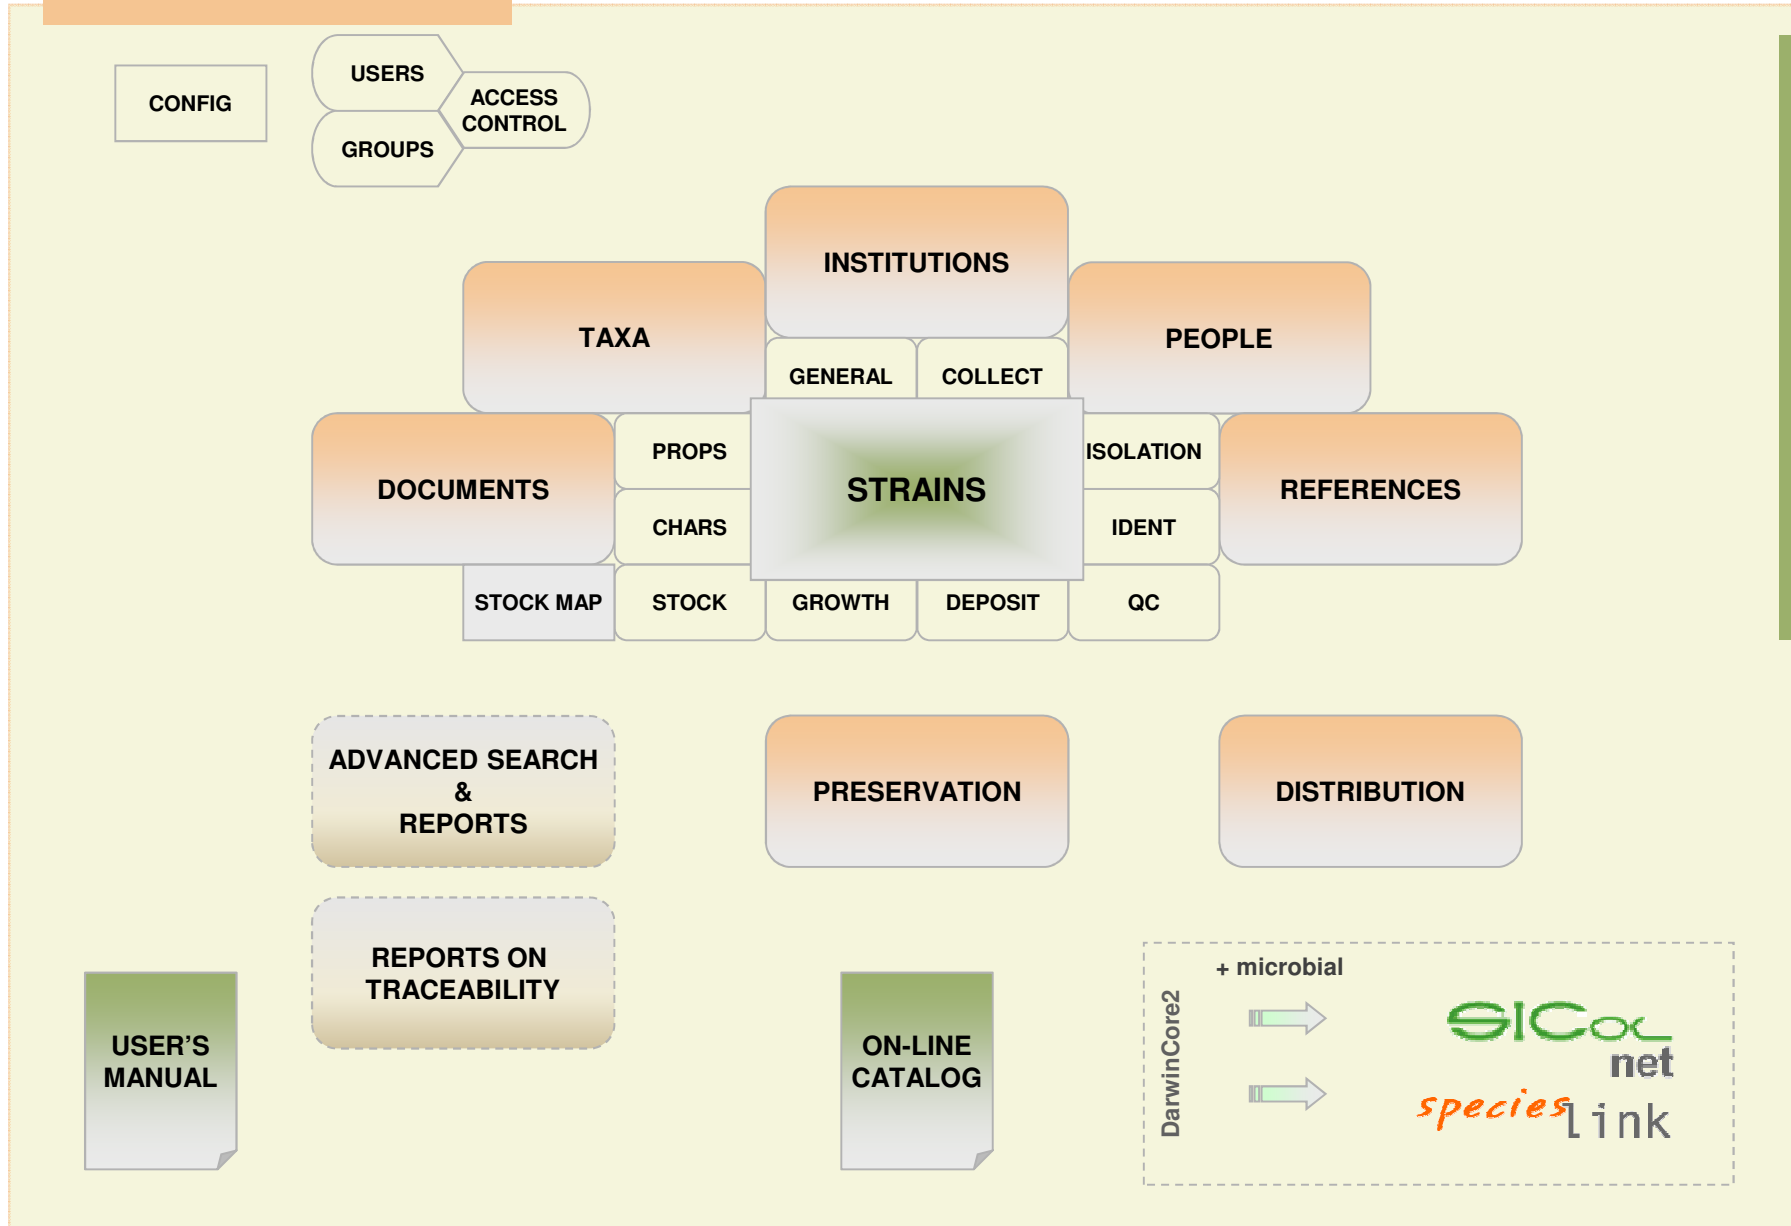 CONFIG
USERS
GROUPS
ACCESS
CONTROL
INSTITUTIONS
TAXA
PEOPLE
GENERAL
COLLECT
DOCUMENTS
PROPS
CHARS
STRAINS
ISOLATION
IDENT
REFERENCES
STOCK MAP
STOCK
GROWTH
DEPOSIT
QC
ADVANCED SEARCH
&
REPORTS
PRESERVATION
DISTRIBUTION
REPORTS ON
TRACEABILITY
USER'S
MANUAL
ON-LINE
CATALOG
DarwinCore2
+ microbial
SICol
net
species
link